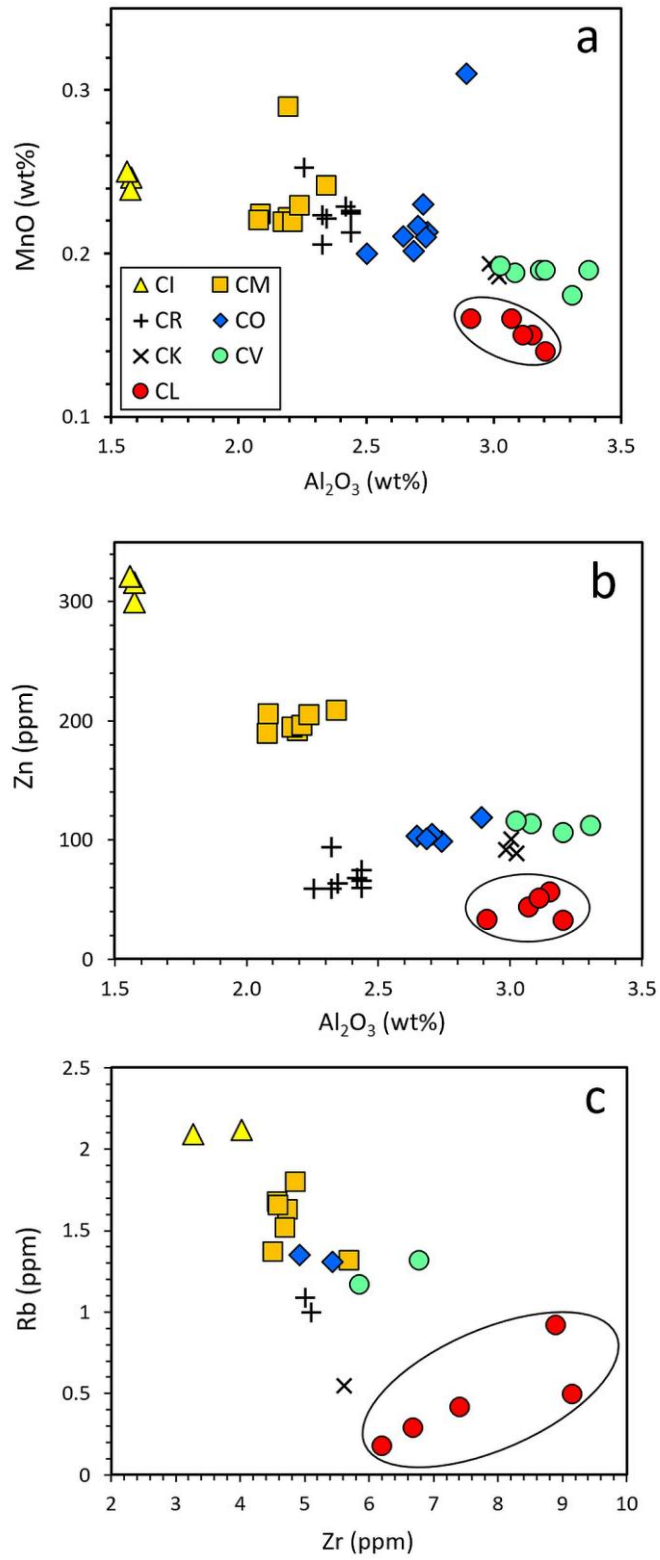 a
0.3
0.2
0.1
MnO (wt%)
CI CM
CR CO
CK CV
CL
1.5 2.0 2.5 3.0 3.5
Al₂O₃ (wt%)
b
300
200
100
0
Zn (ppm)
1.5 2.0 2.5 3.0 3.5
Al₂O₃ (wt%)
c
2.5
2
1.5
1
0.5
0
Rb (ppm)
2 3 4 5 6 7 8 9 10
Zr (ppm)